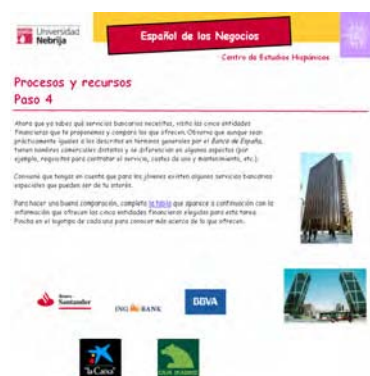 Universidad
Nebrija
Español de los Negocios
Centro de Estudios Hispánicos
Procesos y recursos
Paso 4
Ahora que ya sabes qué servicios bancarios necesitas, visita las cinco entidades
financieras que te proponemos y compara los que ofrecen. Observa que aunque sean
prácticamente iguales a los descritos en términos generales por el Banco de España,
tienen nombres comerciales distintos y se diferencian en algunos aspectos (por
ejemplo, requisitos para contratar el servicio, costes de uso y mantenimiento, etc.).
Conviene que tengas en cuenta que para los jóvenes existen algunos servicios bancarios
especiales que pueden ser de tu interés.
Para hacer una buena comparación, completa la tabla que aparece a continuación con la
información que ofrecen las cinco entidades financieras elegidas para esta tarea.
Pincha en el logotipo de cada una para conocer más acerca de lo que ofrecen.
Santander
ING BANK
BBVA
"la Caixa"
CAJA MADRID